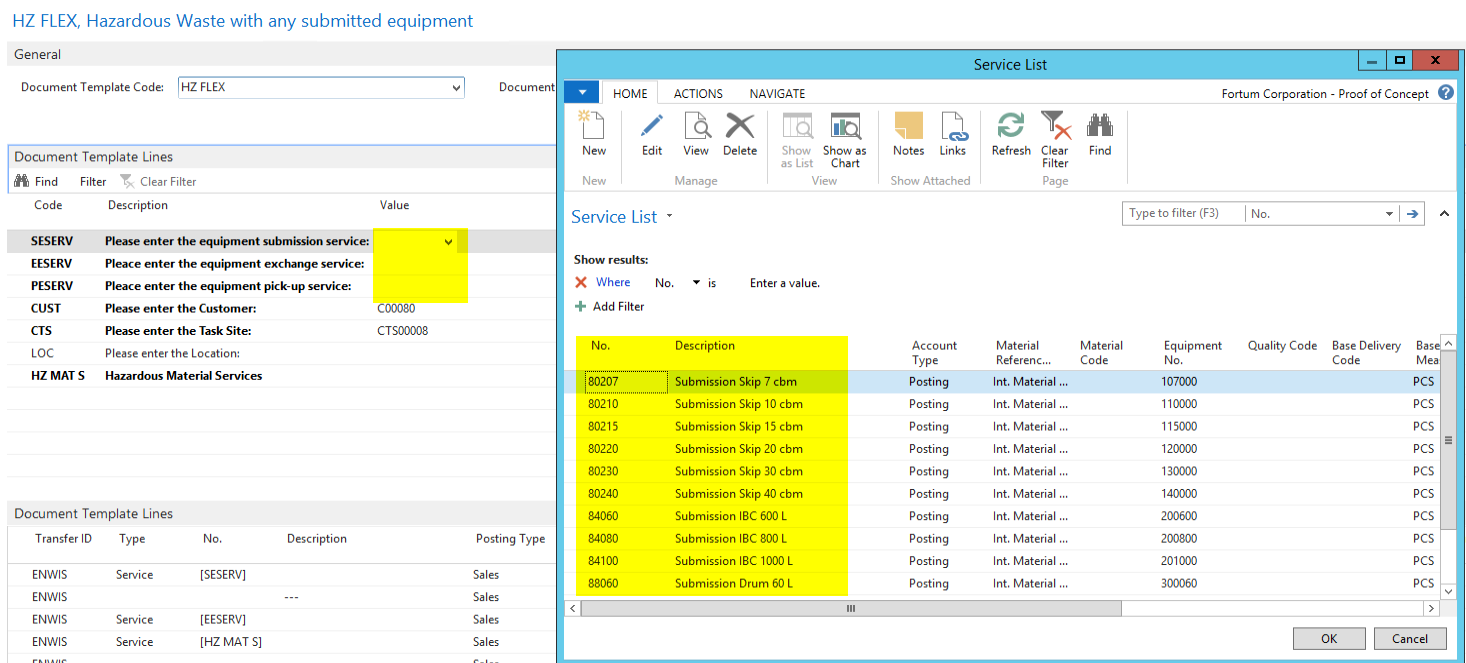 HZ FLEX, Hazardous Waste with any submitted equipment
General
Document Template Code: HZ FLEX Document
Document Template Lines
Find Filter Clear Filter
Code Description Value
SESERV Please enter the equipment submission service:
EESERV Pleace enter the equipment exchange service:
PESERV Pleace enter the equipment pick-up service:
CUST Please enter the Customer: C00080
CTS Please enter the Task Site: CTS00008
LOC Please enter the Location:
HZ MAT S Hazardous Material Services
Document Template Lines
Transfer ID Type No. Description Posting Type
ENWIS Service [SESERV] Sales
ENWIS --- Sales
ENWIS Service [EESERV] Sales
ENWIS Service [HZ MAT S] Sales
Service List
HOME ACTIONS NAVIGATE Fortum Corporation - Proof of Concept ?
New Edit View Delete Show as List Show as Chart Notes Links Refresh Clear Filter Find
New Manage View Show Attached Page
Service List Type to filter (F3) No.
Show results:
Where No. is Enter a value.
Add Filter
No. Description Account Type Material Referenc... Material Code Equipment No. Quality Code Base Delivery Code Base Mea
80207 Submission Skip 7 cbm Posting Int. Material ... 107000 PCS
80210 Submission Skip 10 cbm Posting Int. Material ... 110000 PCS
80215 Submission Skip 15 cbm Posting Int. Material ... 115000 PCS
80220 Submission Skip 20 cbm Posting Int. Material ... 120000 PCS
80230 Submission Skip 30 cbm Posting Int. Material ... 130000 PCS
80240 Submission Skip 40 cbm Posting Int. Material ... 140000 PCS
84060 Submission IBC 600 L Posting Int. Material ... 200600 PCS
84080 Submission IBC 800 L Posting Int. Material ... 200800 PCS
84100 Submission IBC 1000 L Posting Int. Material ... 201000 PCS
88060 Submission Drum 60 L Posting Int. Material ... 300060 PCS
OK Cancel